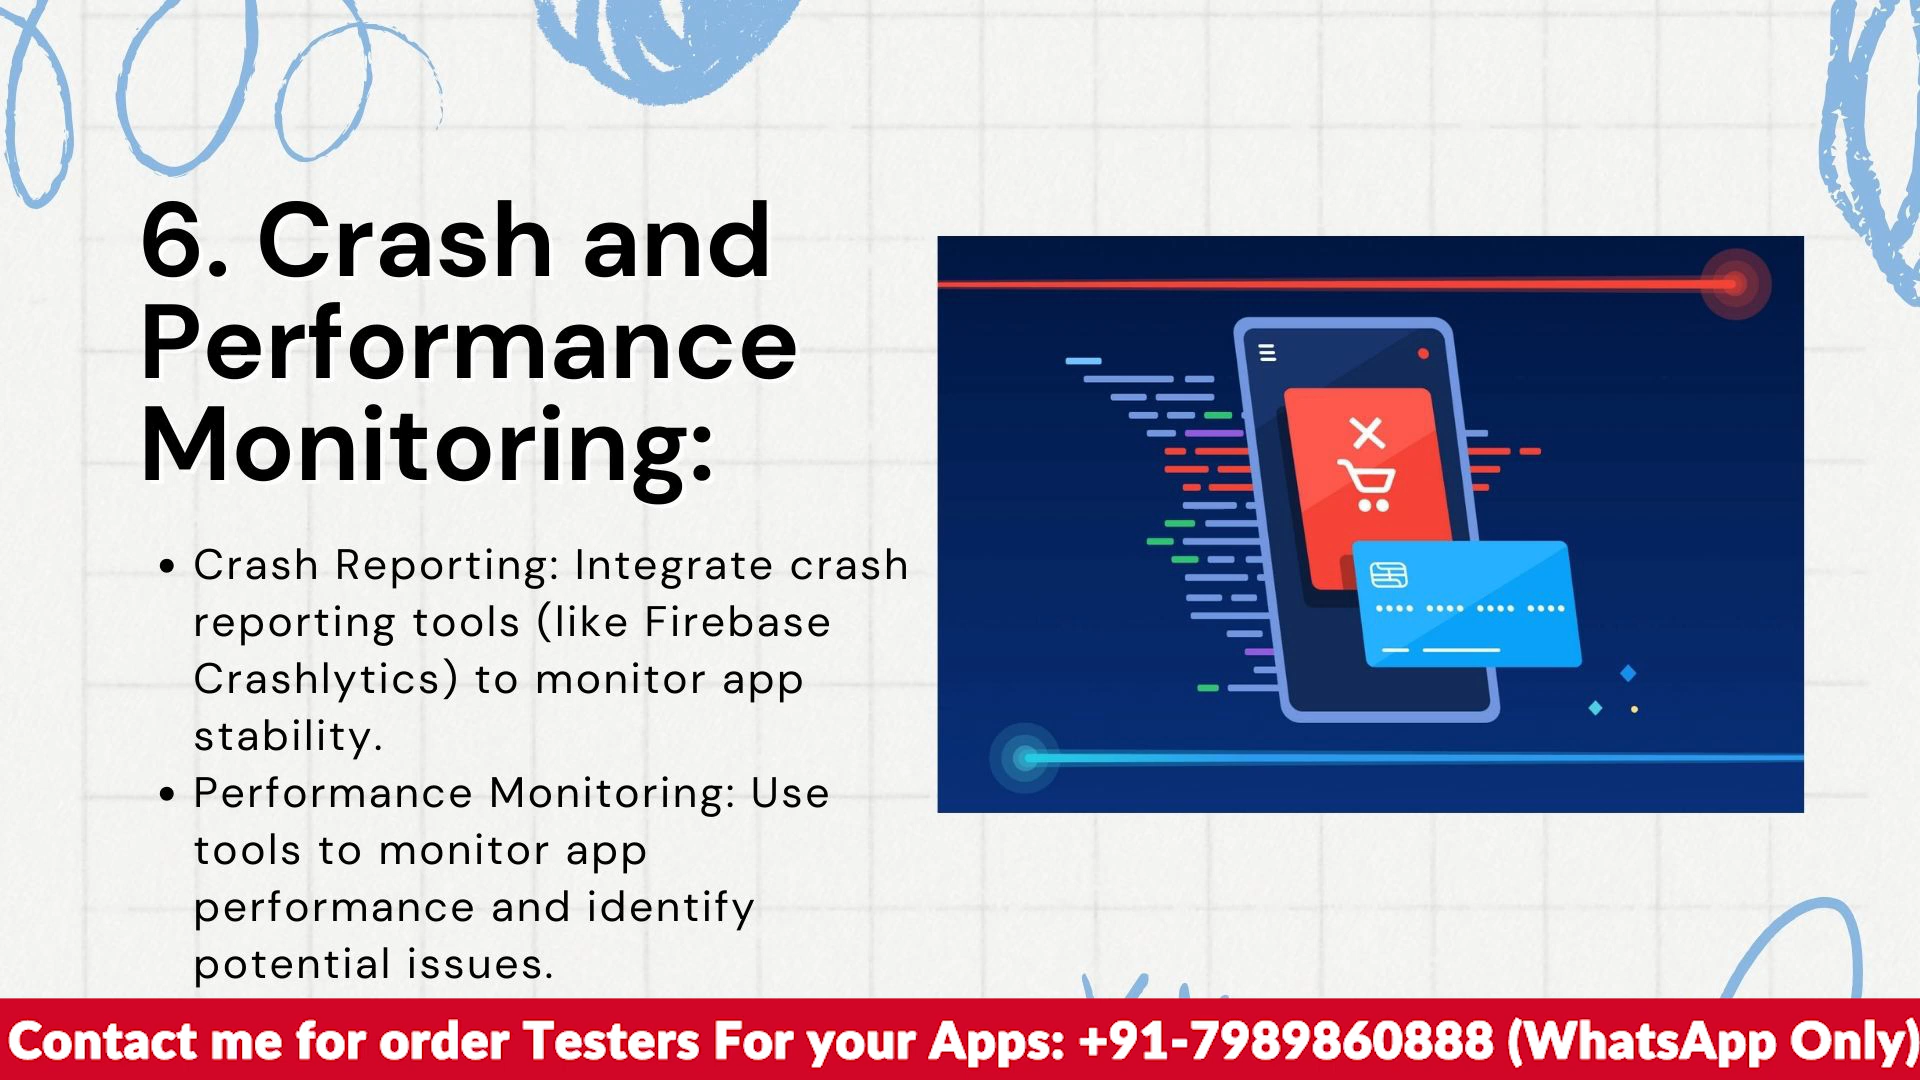 6. Crash and
Performance
Monitoring:
• Crash Reporting: Integrate crash
reporting tools (like Firebase
Crashlytics) to monitor app
stability.
• Performance Monitoring: Use
tools to monitor app
performance and identify
potential issues.
Contact me for order Testers For your Apps: +91-7989860888 (WhatsApp Only)